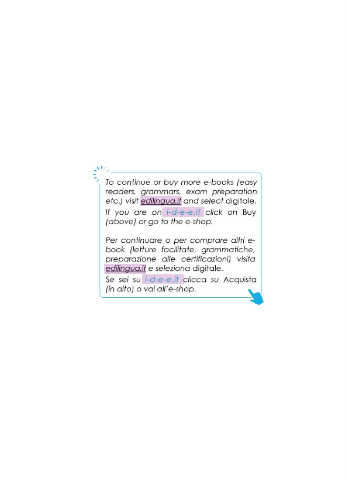 To continue or buy more e-books (easy
readers, grammars, exam preparation
etc.) visit edilingua.it and select digitale.
If you are on i-d-e-e.it click on Buy
(above) or go to the e-shop.
Per continuare o per comprare altri e-
book (letture facilitate, grammatiche,
preparazione alle certificazioni) visita
edilingua.it e seleziona digitale.
Se sei su i-d-e-e.it clicca su Acquista
(in alto) o vai all'e-shop.